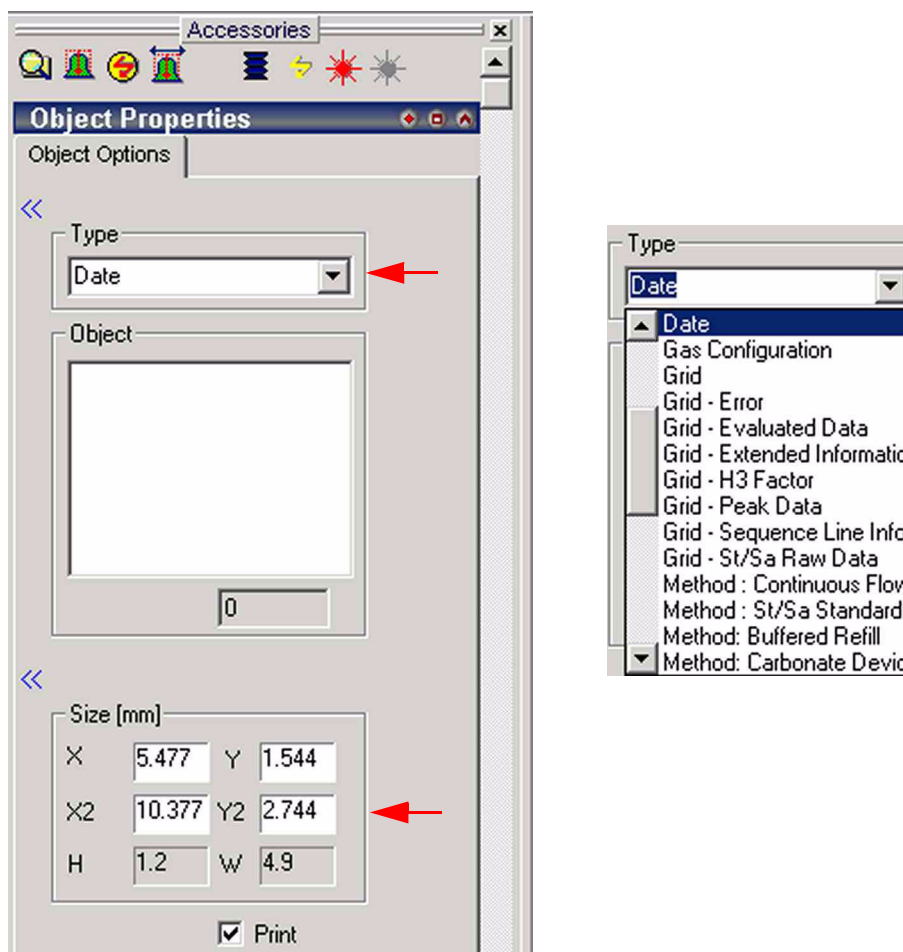 Accessories
Object Properties
Object Options
Type
Date
Object
0
Size [mm]
X 5.477 Y 1.544
X2 10.377 Y2 2.744
H 1.2 W 4.9
Print
Type
Date
Date
Gas Configuration
Grid
Grid - Error
Grid - Evaluated Data
Grid - Extended Informatio
Grid - H3 Factor
Grid - Peak Data
Grid - Sequence Line Info
Grid - St/Sa Raw Data
Method : Continuous Flow
Method : St/Sa Standard
Method: Buffered Refill
Method: Carbonate Devic